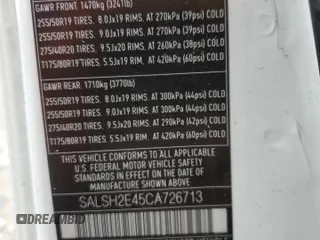 GAWR FRONT: 1470kg (3241lb)
255/50R19 TIRES. 8.0Jx19 RIMS. AT 270kPa (39psi) COLD
255/50R19 TIRES. 9.0Jx19 RIMS. AT 270kPa (39psi) COLD
275/40R20 TIRES. 9.5Jx20 RIMS. AT 260kPa (38psi) COLD
T175/80R19 TIRES. 5.5Jx19 RIM. AT 420kPa (60psi) COLD
GAWR REAR: 1710kg (3770lb)
255/50R19 TIRES. 8.0Jx19 RIMS. AT 300kPa (44psi) COLD
255/50R19 TIRES. 9.0Jx19 RIMS. AT 300kPa (44psi) COLD
275/40R20 TIRES. 9.5Jx20 RIMS. AT 290kPa (42psi) COLD
T175/80R19 TIRES. 5.5Jx19 RIM. AT 420kPa (60psi) COLD
THIS VEHICLE CONFORMS TO ALL APPLICABLE
U.S. FEDERAL MOTOR VEHICLE SAFETY
STANDARDS IN EFFECT ON THE DATE OF
MANUFACTURE SHOWN ABOVE
SALSH2E45CA726713
AUTOHELPERBOT